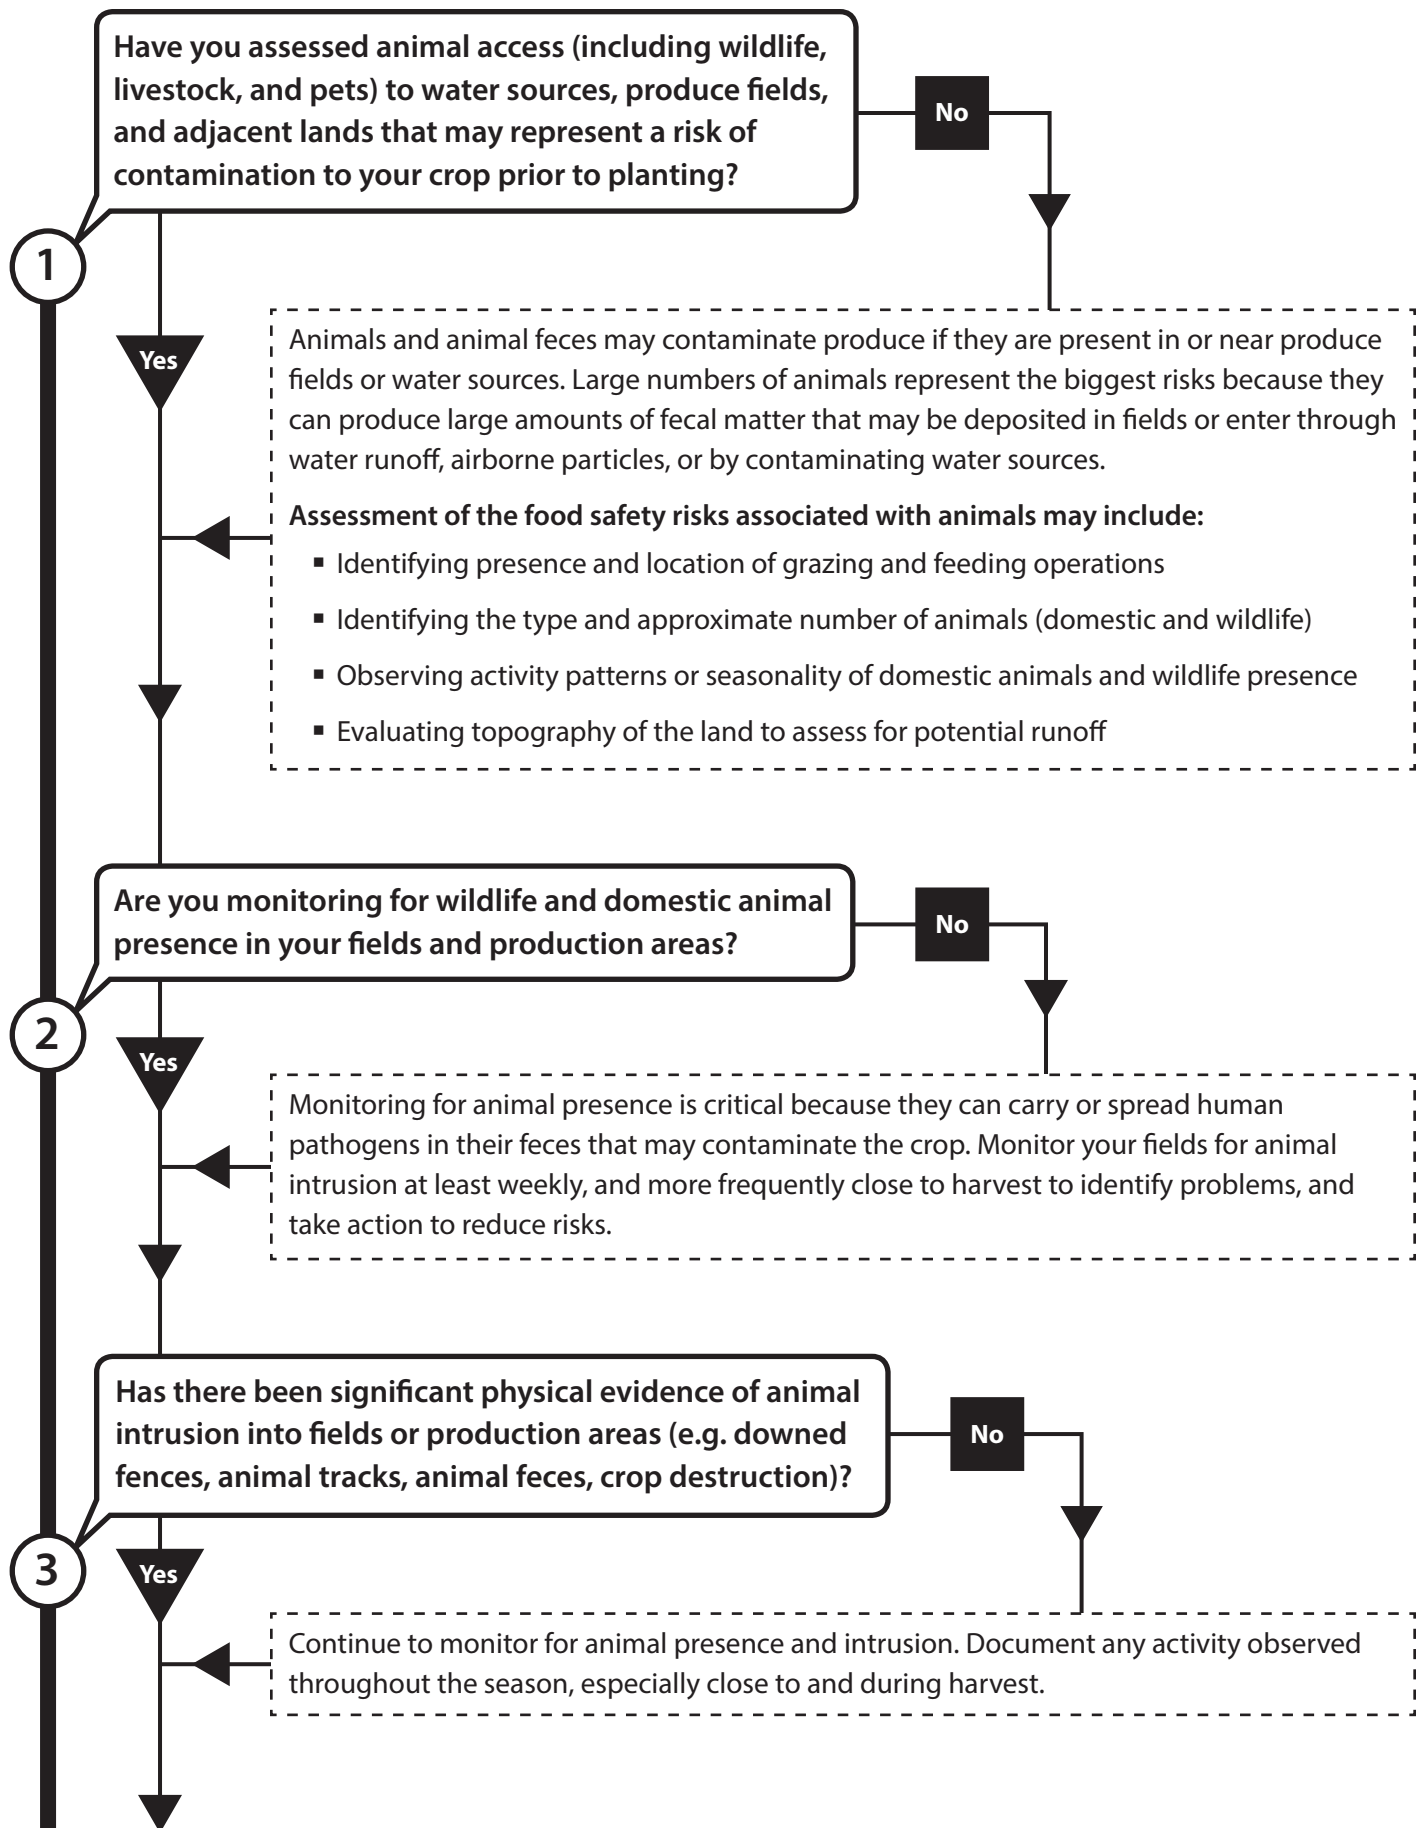 Have you assessed animal access (including wildlife,
livestock, and pets) to water sources, produce fields,
and adjacent lands that may represent a risk of
contamination to your crop prior to planting?
No
1
Yes
Animals and animal feces may contaminate produce if they are present in or near produce
fields or water sources. Large numbers of animals represent the biggest risks because they
can produce large amounts of fecal matter that may be deposited in fields or enter through
water runoff, airborne particles, or by contaminating water sources.
Assessment of the food safety risks associated with animals may include:
▪ Identifying presence and location of grazing and feeding operations
▪ Identifying the type and approximate number of animals (domestic and wildlife)
▪ Observing activity patterns or seasonality of domestic animals and wildlife presence
▪ Evaluating topography of the land to assess for potential runoff
Are you monitoring for wildlife and domestic animal
presence in your fields and production areas?
No
2
Yes
Monitoring for animal presence is critical because they can carry or spread human
pathogens in their feces that may contaminate the crop. Monitor your fields for animal
intrusion at least weekly, and more frequently close to harvest to identify problems, and
take action to reduce risks.
Has there been significant physical evidence of animal
intrusion into fields or production areas (e.g. downed
fences, animal tracks, animal feces, crop destruction)?
No
3
Yes
Continue to monitor for animal presence and intrusion. Document any activity observed
throughout the season, especially close to and during harvest.